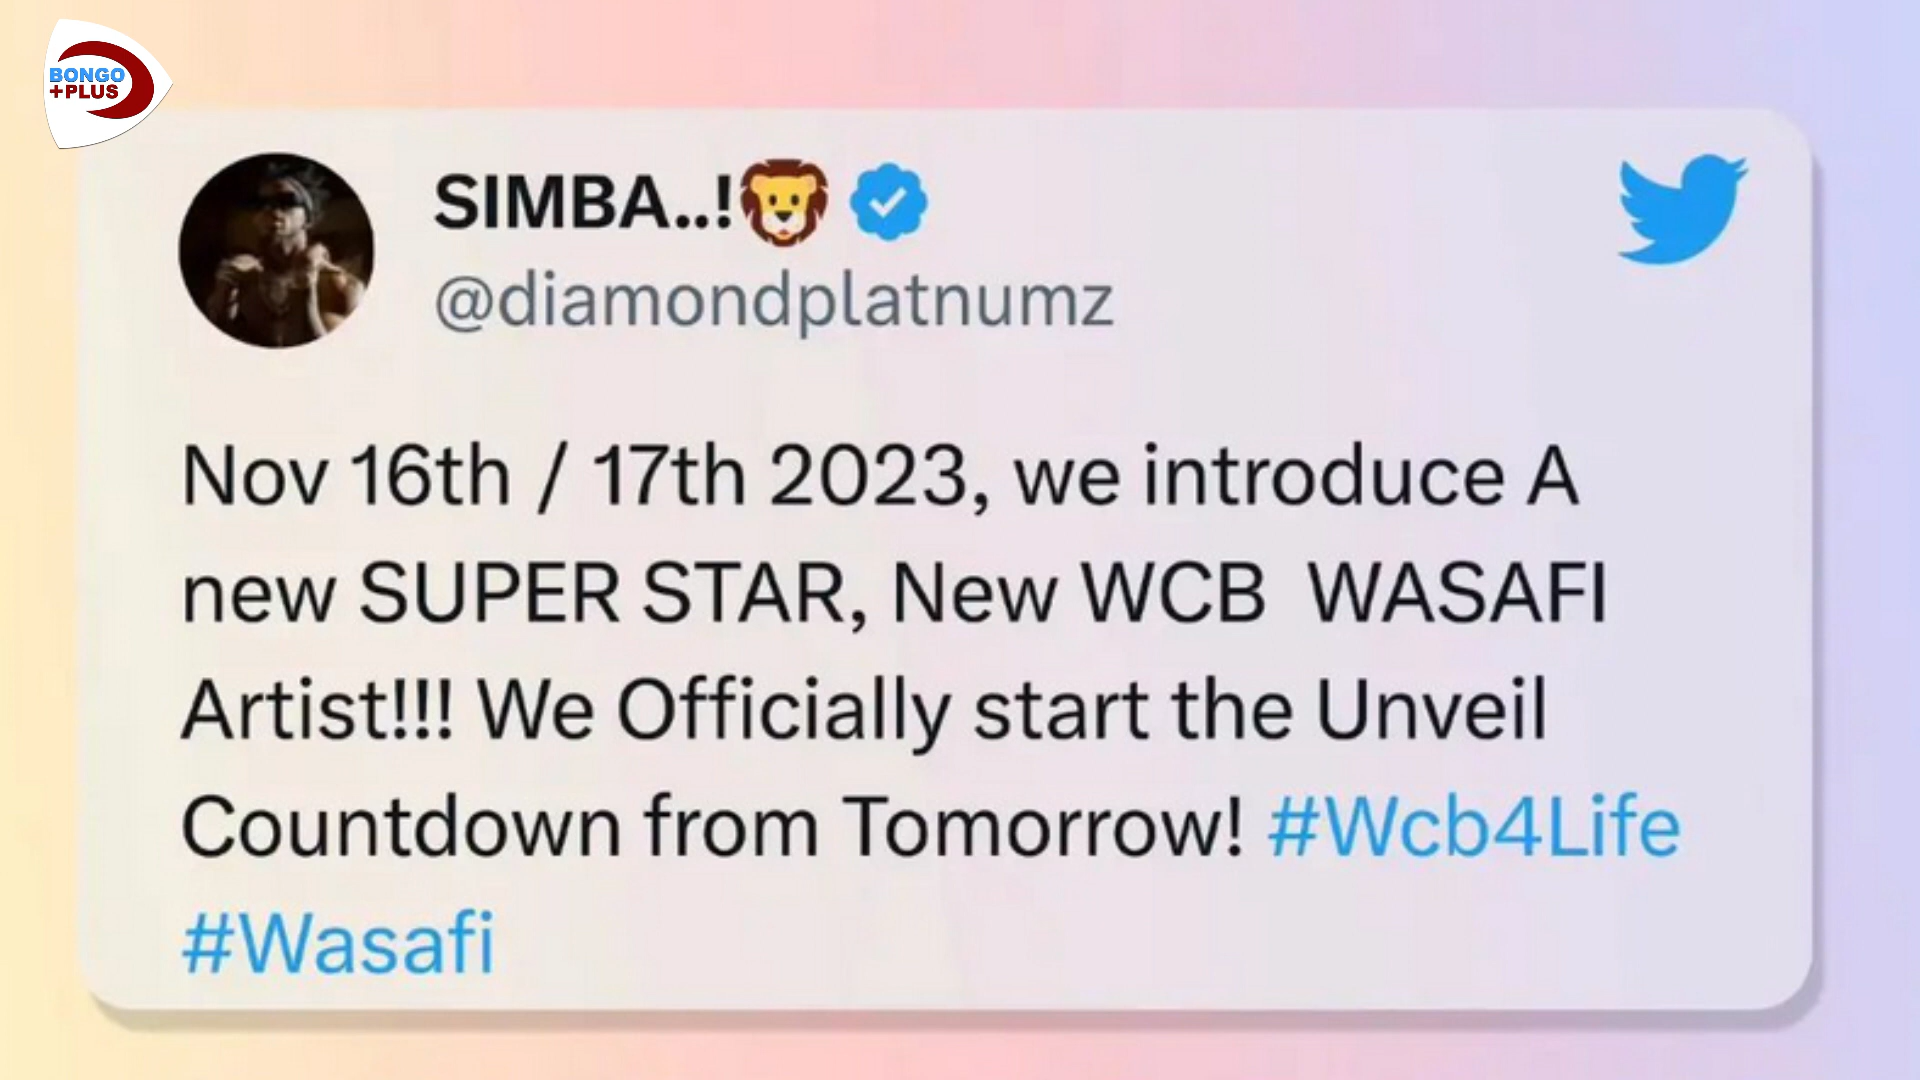 BONGO
+PLUS
SIMBA..!🦁
@diamondplatnumz
Nov 16th / 17th 2023, we introduce A
new SUPER STAR, New WCB  WASAFI
Artist!!! We Officially start the Unveil
Countdown from Tomorrow! #Wcb4Life
#Wasafi